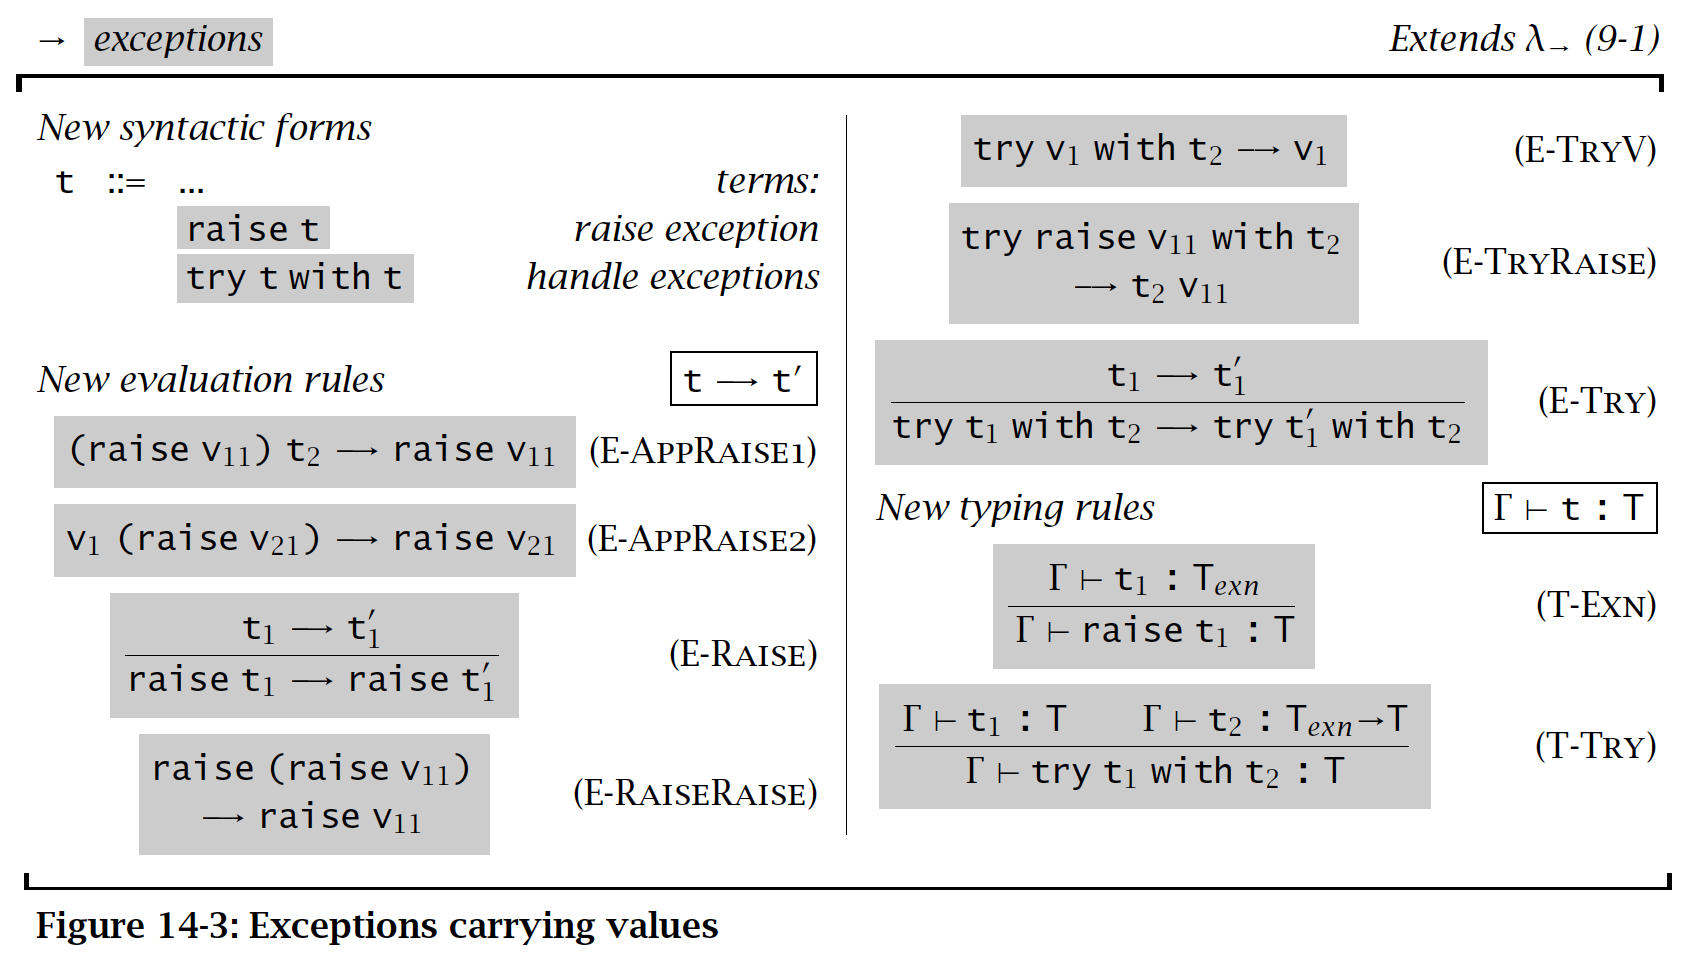 → exceptions Extends λ→ (9-1)
New syntactic forms
t ::= ... terms:
raise t raise exception
try t with t handle exceptions
New evaluation rules t ⟶ t′
(raise v₁₁) t₂ ⟶ raise v₁₁ (E-AppRaise1)
v₁ (raise v₂₁) ⟶ raise v₂₁ (E-AppRaise2)
t₁ ⟶ t₁′
raise t₁ ⟶ raise t₁′ (E-Raise)
raise (raise v₁₁)
⟶ raise v₁₁ (E-RaiseRaise)
try v₁ with t₂ ⟶ v₁ (E-TryV)
try raise v₁₁ with t₂
⟶ t₂ v₁₁ (E-TryRaise)
t₁ ⟶ t₁′
try t₁ with t₂ ⟶ try t₁′ with t₂ (E-Try)
New typing rules Γ ⊢ t : T
Γ ⊢ t₁ : Texn
Γ ⊢ raise t₁ : T (T-Exn)
Γ ⊢ t₁ : T Γ ⊢ t₂ : Texn→T
Γ ⊢ try t₁ with t₂ : T (T-Try)
Figure 14-3: Exceptions carrying values